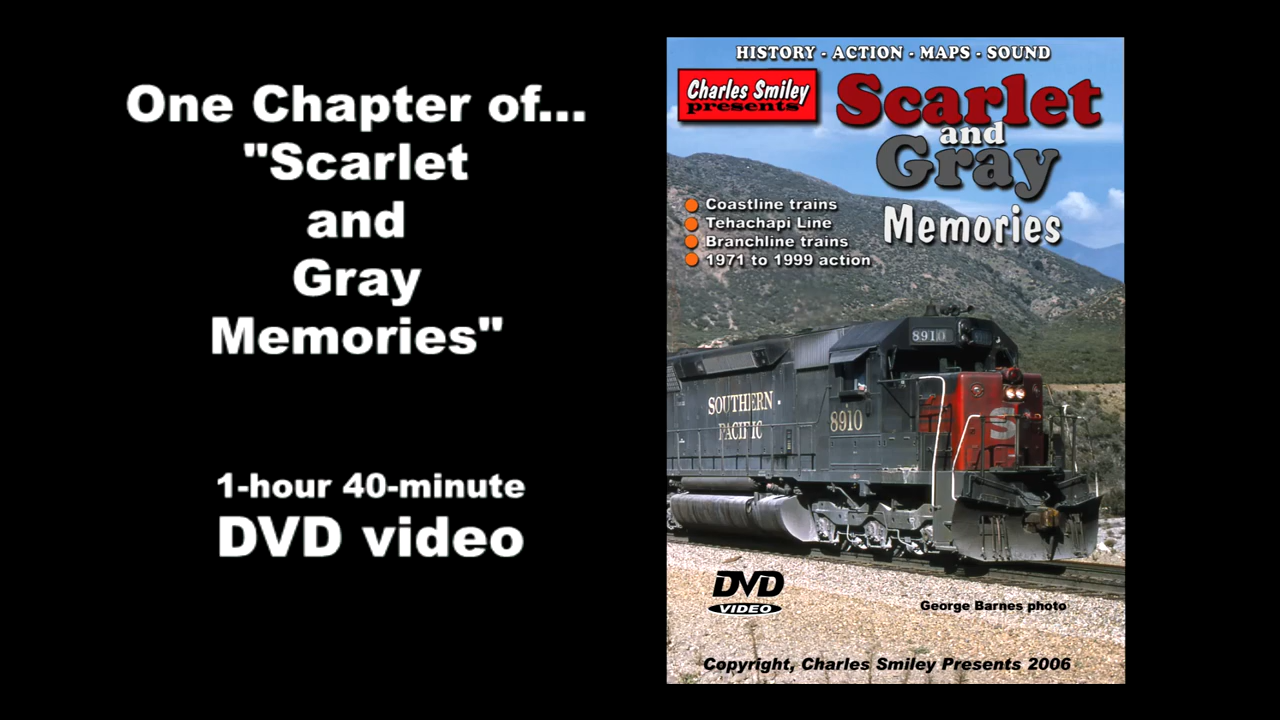 One Chapter of...
"Scarlet
and
Gray
Memories"
1-hour 40-minute
DVD video
HISTORY - ACTION - MAPS - SOUND
Charles Smiley
presents
Scarlet
and
Gray
Memories
Coastline trains
Tehachapi Line
Branchline trains
1971 to 1999 action
8910
SOUTHERN
PACIFIC
8910
S
DVD
VIDEO
George Barnes photo
Copyright, Charles Smiley Presents 2006